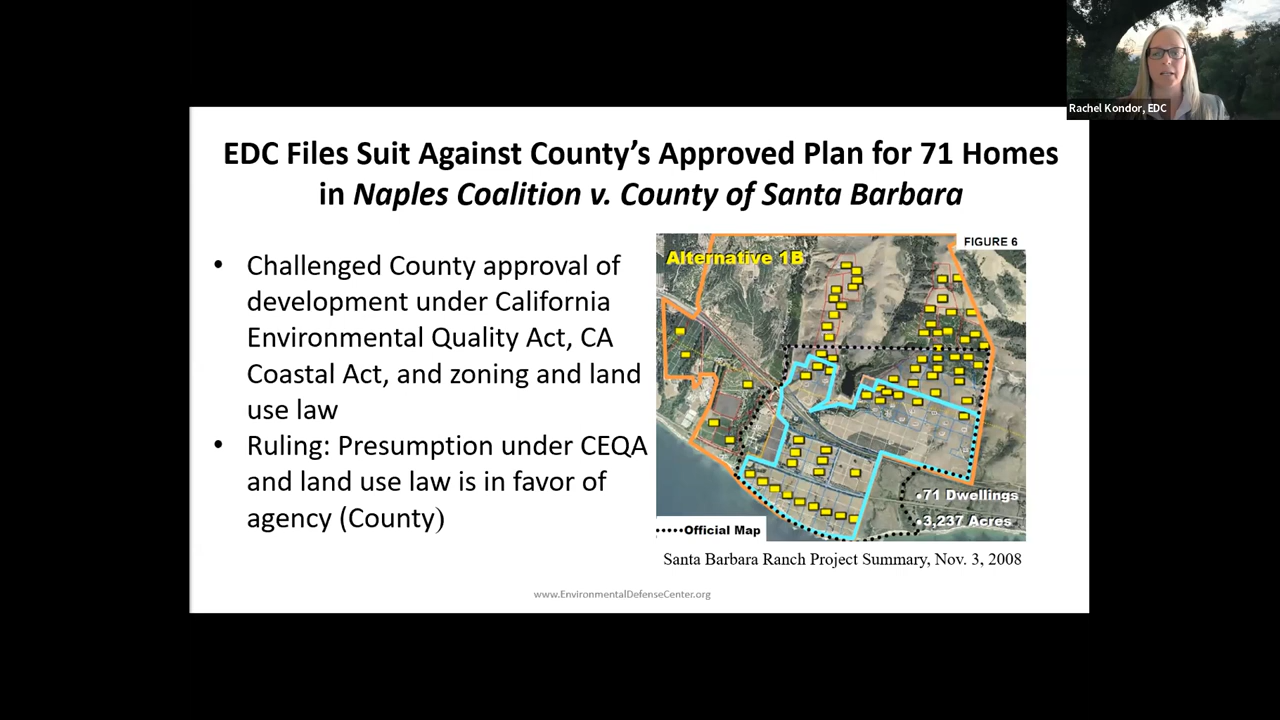 Rachel Kondor, EDC
EDC Files Suit Against County’s Approved Plan for 71 Homes
in Naples Coalition v. County of Santa Barbara
• Challenged County approval of
development under California
Environmental Quality Act, CA
Coastal Act, and zoning and land
use law
• Ruling: Presumption under CEQA
and land use law is in favor of
agency (County)
FIGURE 6
Alternative 1B
•71 Dwellings
•3,237 Acres
Official Map
Santa Barbara Ranch Project Summary, Nov. 3, 2008
www.EnvironmentalDefenseCenter.org